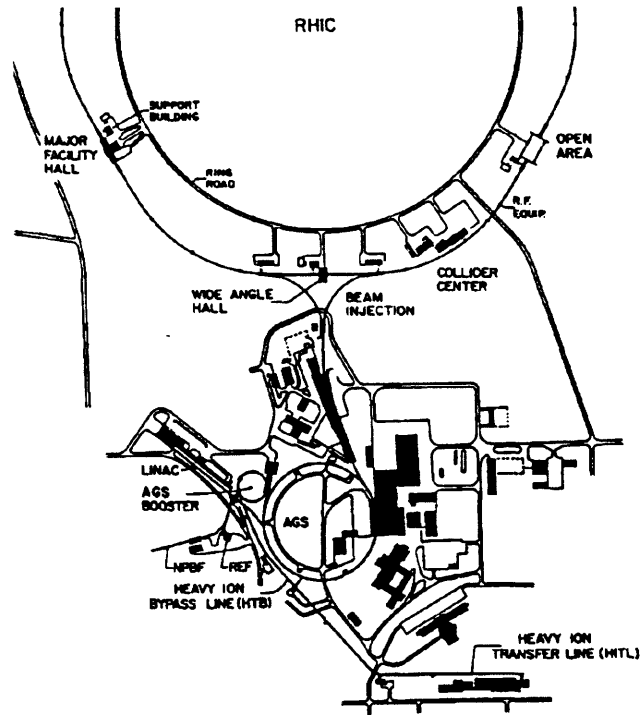 RHIC
SUPPORT
BUILDING
MAJOR
FACILITY
HALL
OPEN
AREA
RING
ROAD
R.F.
EQUIP.
COLLIDER
CENTER
WIDE ANGLE
HALL
BEAM
INJECTION
LINAC
AGS
BOOSTER
AGS
NPBF
REF
HEAVY ION
BYPASS LINE (HTB)
HEAVY ION
TRANSFER LINE (HITL)